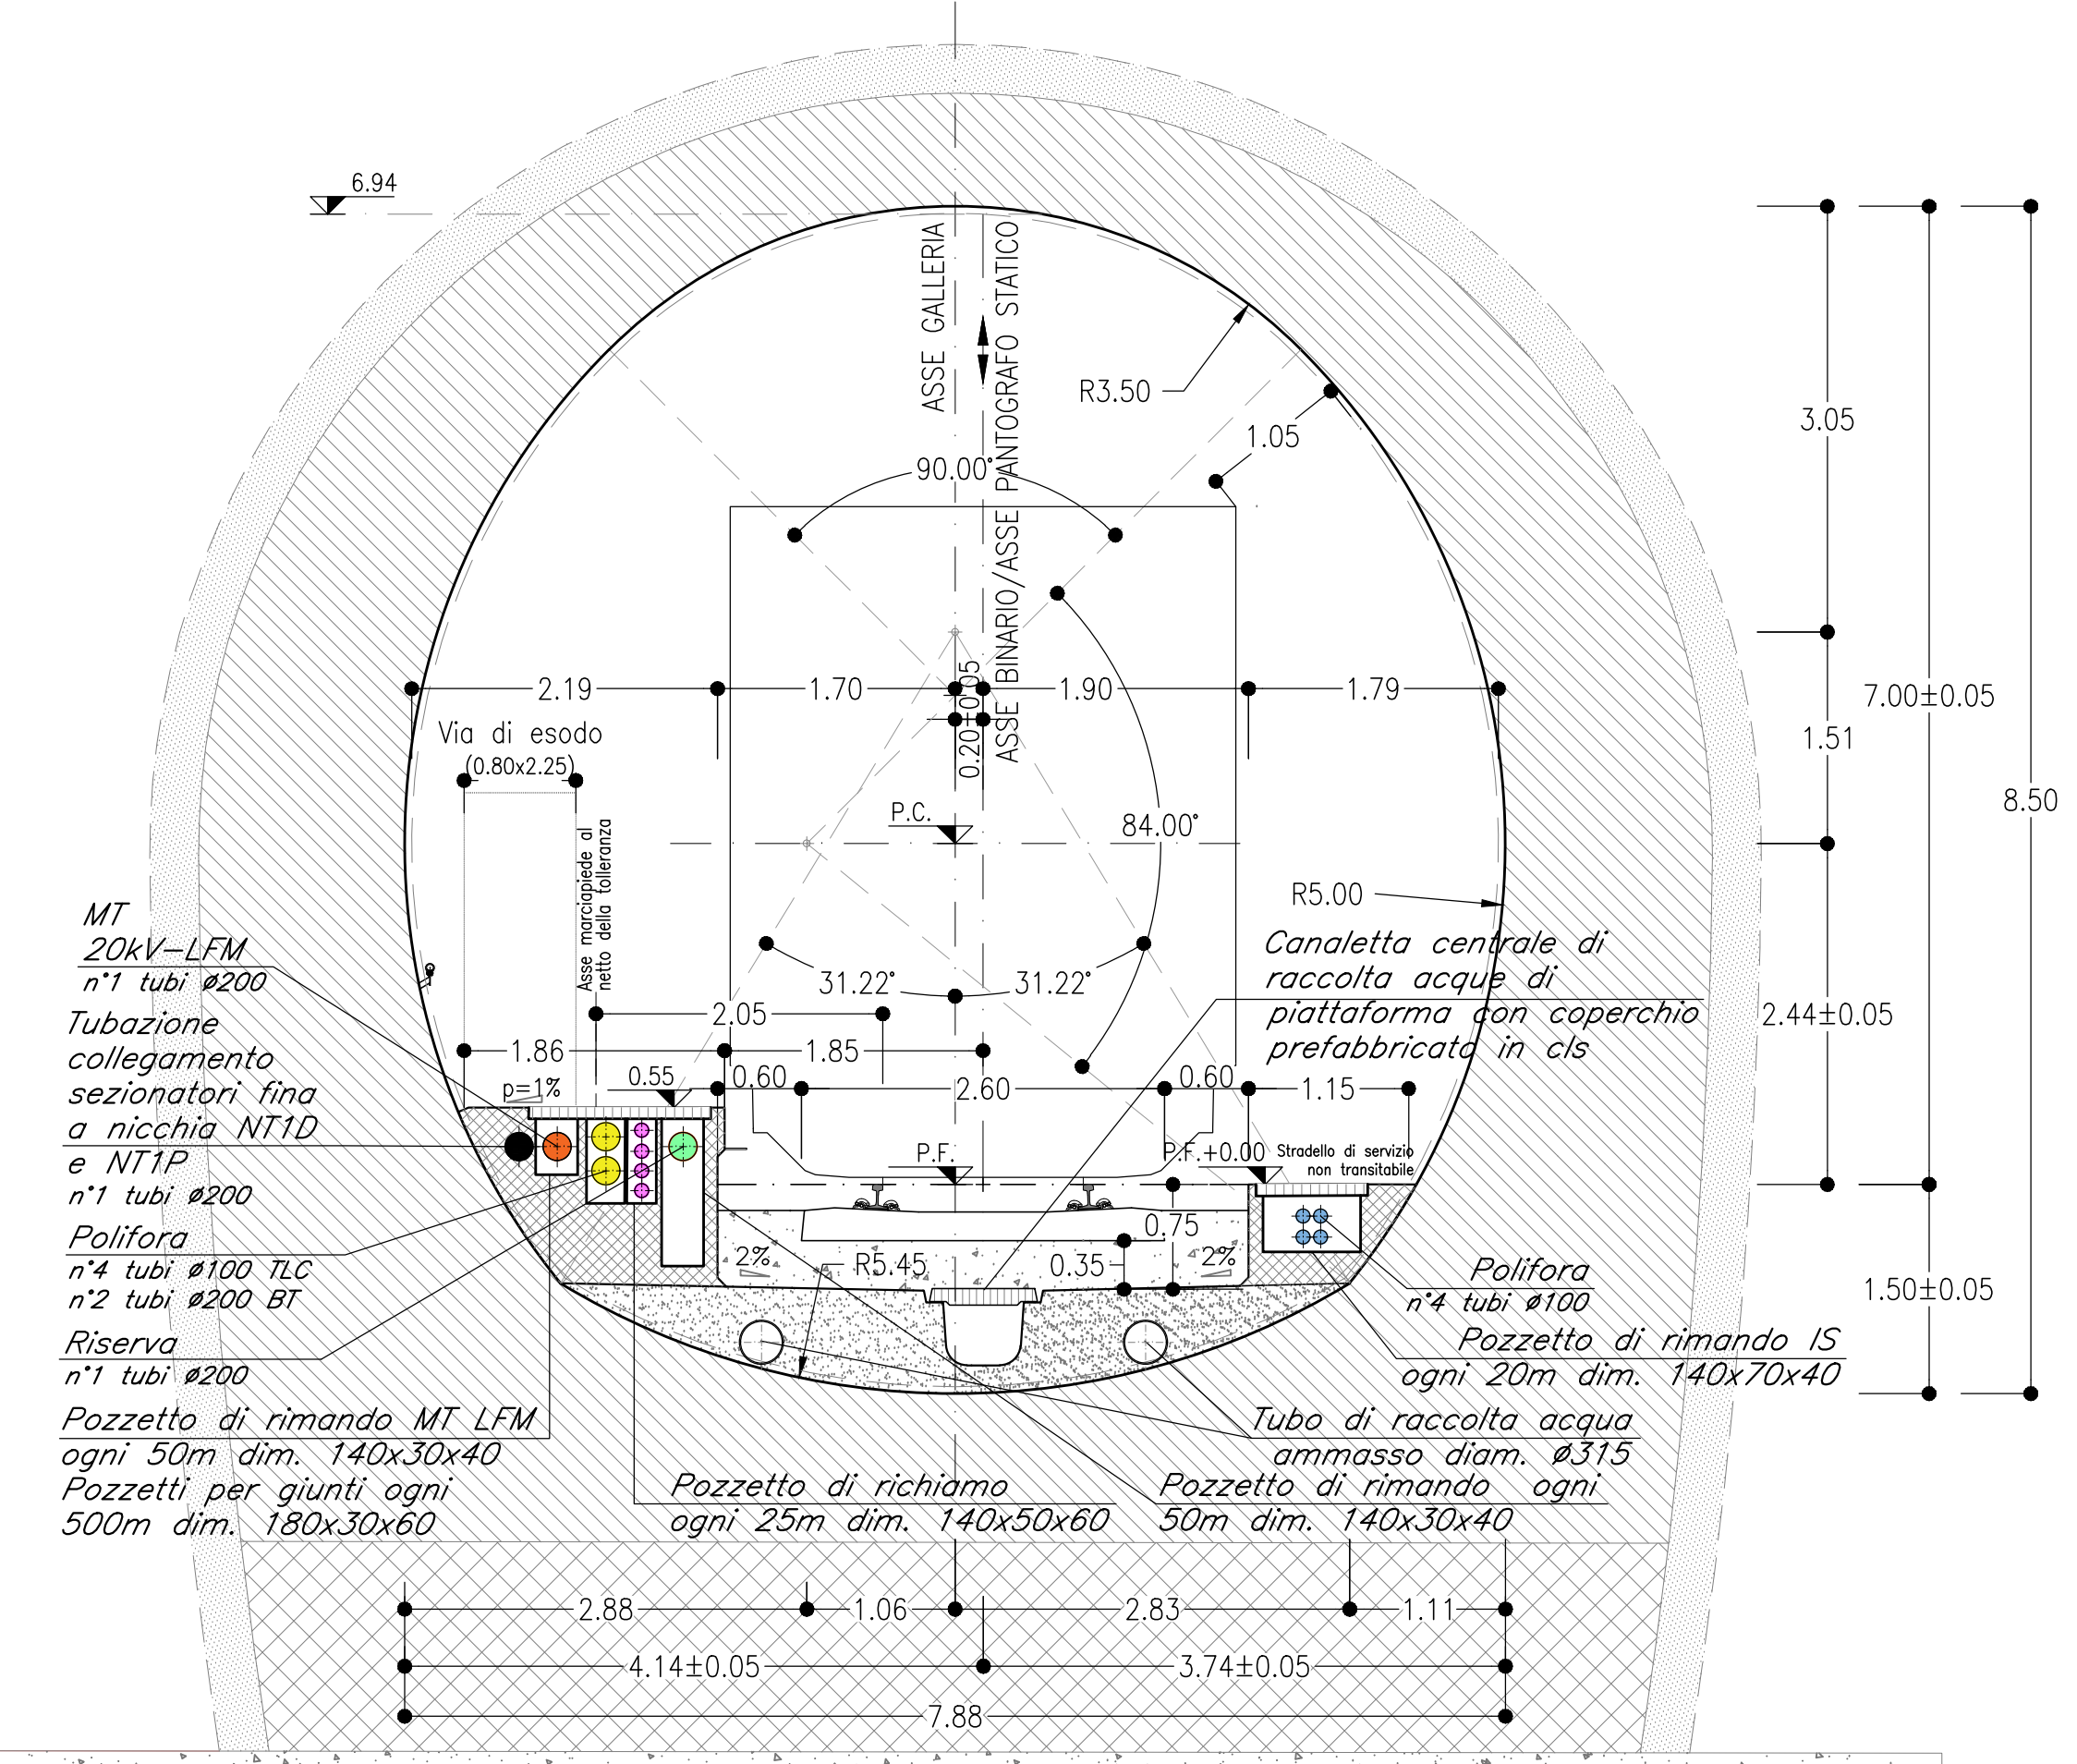 6.94
ASSE GALLERIA
ASSE BINARIO/ASSE PANTOGRAFO STATICO
R3.50
1.05
3.05
90.00°
2.19
1.70
1.90
1.79
0.20±0.05
7.00±0.05
1.51
Via di esodo
(0.80x2.25)
8.50
P.C.
84.00°
Asse marciapiede al
netto della tolleranza
R5.00
MT
20kV-LFM
n°1 tubi ø200
Canaletta centrale di
raccolta acque di
piattaforma con coperchio
prefabbricato in cls
31.22°
31.22°
2.05
2.44±0.05
Tubazione
collegamento
sezionatori fina
a nicchia NT1D
e NT1P
n°1 tubi ø200
1.86
1.85
p=1%
0.55
0.60
2.60
0.60
1.15
P.F.
P.F.+0.00
Stradello di servizio
non transitabile
0.75
2%
R5.45
0.35
2%
Polifora
n°4 tubi ø100 TLC
n°2 tubi ø200 BT
Polifora
n°4 tubi ø100
1.50±0.05
Riserva
n°1 tubi ø200
Pozzetto di rimando IS
ogni 20m dim. 140x70x40
Pozzetto di rimando MT LFM
ogni 50m dim. 140x30x40
Pozzetti per giunti ogni
500m dim. 180x30x60
Tubo di raccolta acqua
ammasso diam. ø315
Pozzetto di richiamo
ogni 25m dim. 140x50x60
Pozzetto di rimando ogni
50m dim. 140x30x40
2.88
1.06
2.83
1.11
4.14±0.05
3.74±0.05
7.88